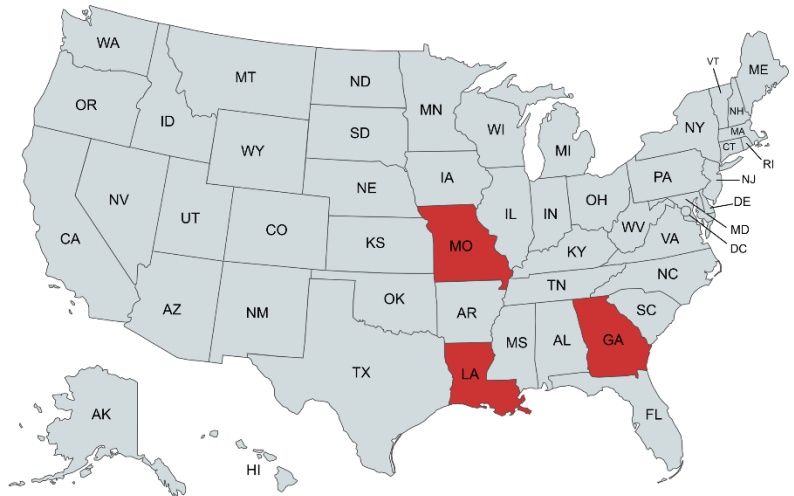 WA
MT
ND
MN
VT
ME
OR
ID
SD
WI
NY
NH
MA
WY
MI
CT
RI
IA
NE
PA
NJ
NV
UT
CO
IL
IN
OH
DE
CA
KS
MO
WV
MD
KY
VA
DC
AZ
NM
OK
AR
TN
NC
SC
TX
LA
MS
AL
GA
AK
FL
HI